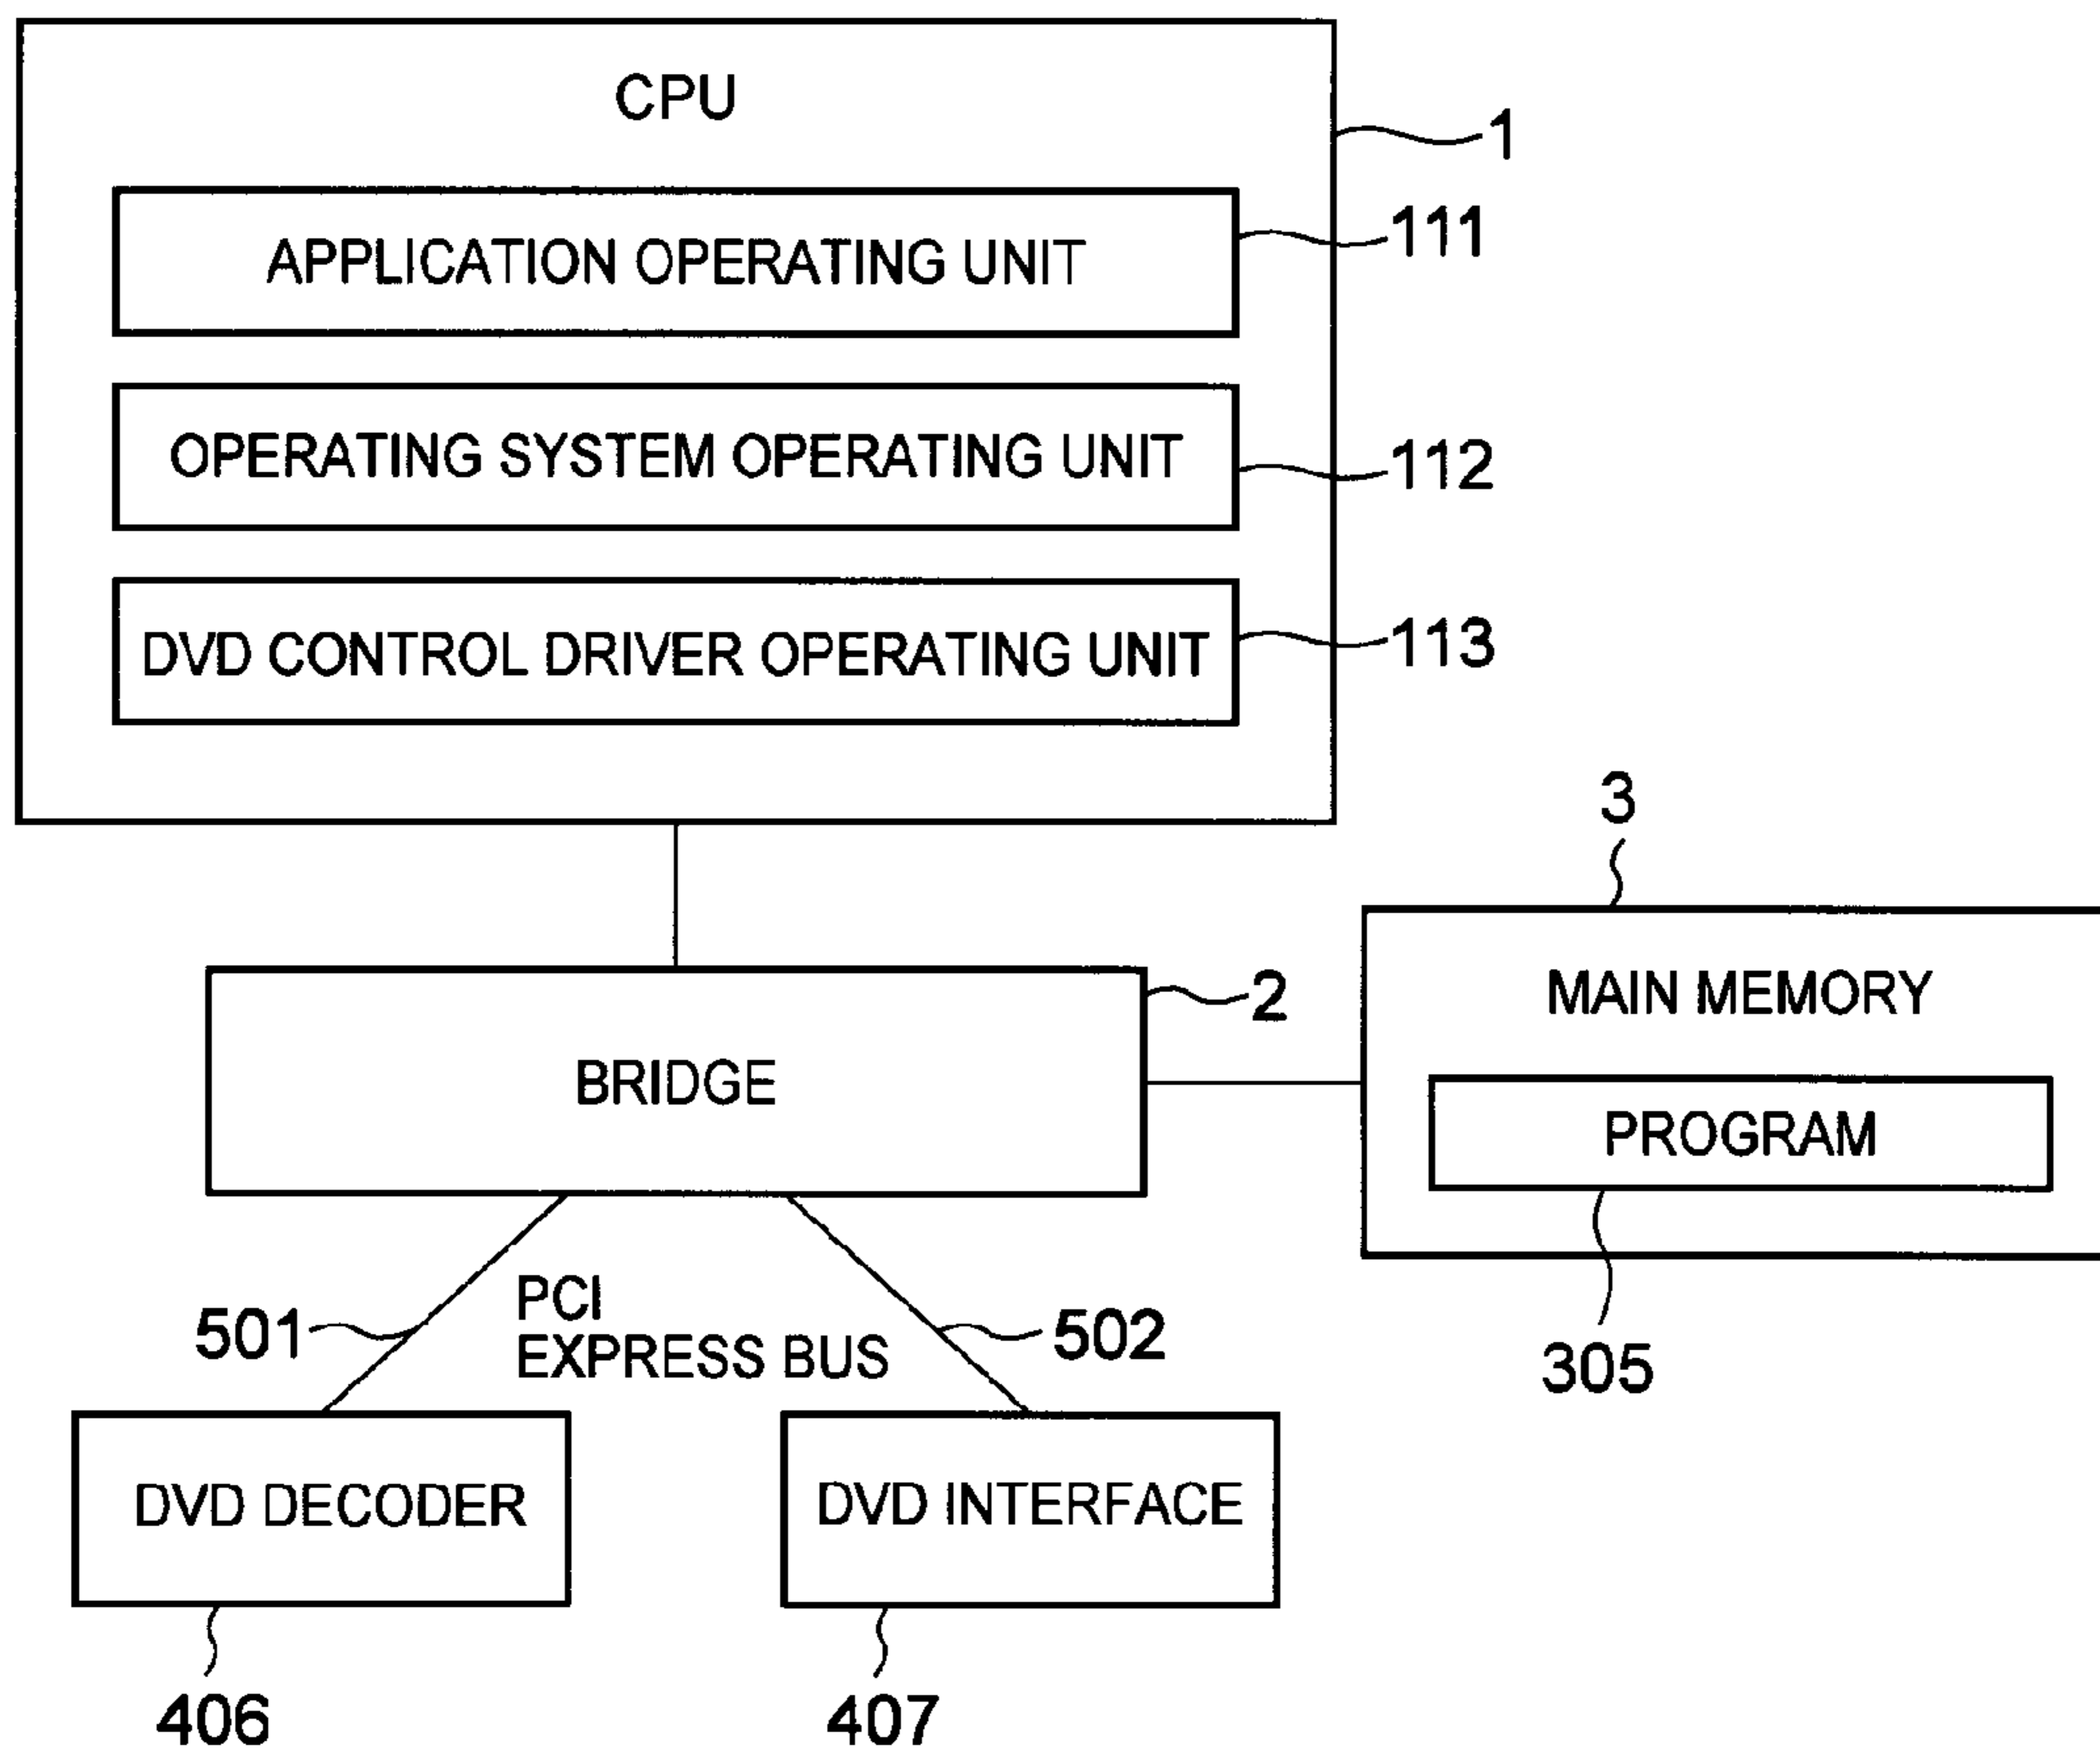 CPU
1
APPLICATION OPERATING UNIT
111
OPERATING SYSTEM OPERATING UNIT
112
DVD CONTROL DRIVER OPERATING UNIT
113
3
MAIN MEMORY
2
BRIDGE
PROGRAM
305
501
PCI
EXPRESS BUS
502
DVD DECODER
DVD INTERFACE
406
407